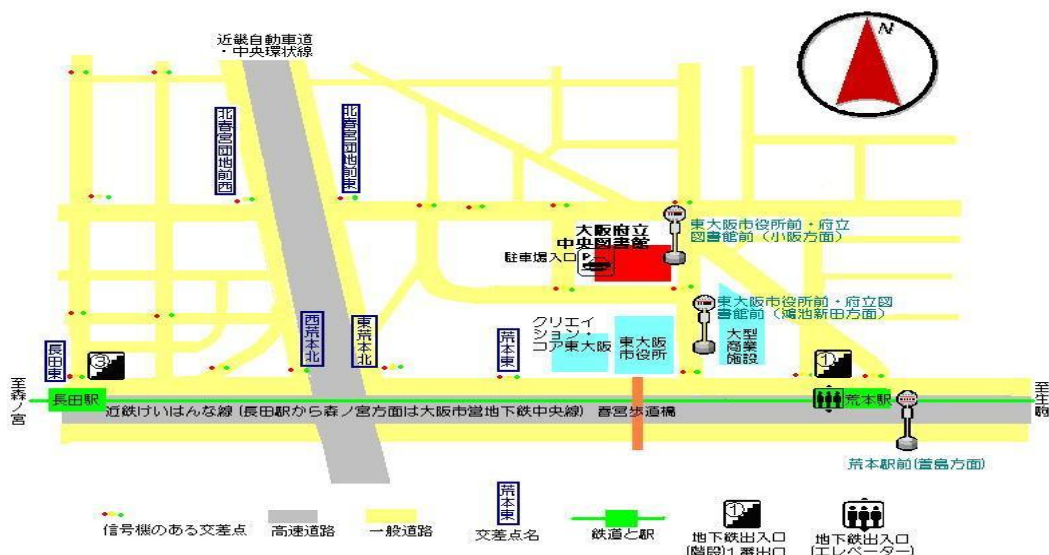 近畿自動車道
・中央環状線
N
北春宮団地前西
北春宮団地前東
大阪府立
中央図書館
駐車場入口
P
東大阪市役所前・府立
図書館前(小阪方面)
東大阪市役所前・府立図
書館前(鴻池新田方面)
西荒本北
東荒本北
荒本東
クリエイ
ション・
コア東大阪
東大阪
市役所
大型
商業
施設
長田東
③
①
至森ノ宮
長田駅
近鉄けいはんな線(長田駅から森ノ宮方面は大阪市営地下鉄中央線)
春宮歩道橋
荒本駅
至生駒
荒本駅前(萱島方面)
信号機のある交差点
高速道路
一般道路
荒本東
交差点名
鉄道と駅
①
地下鉄出入口
(階段)1番出口
地下鉄出入口
(エレベーター)